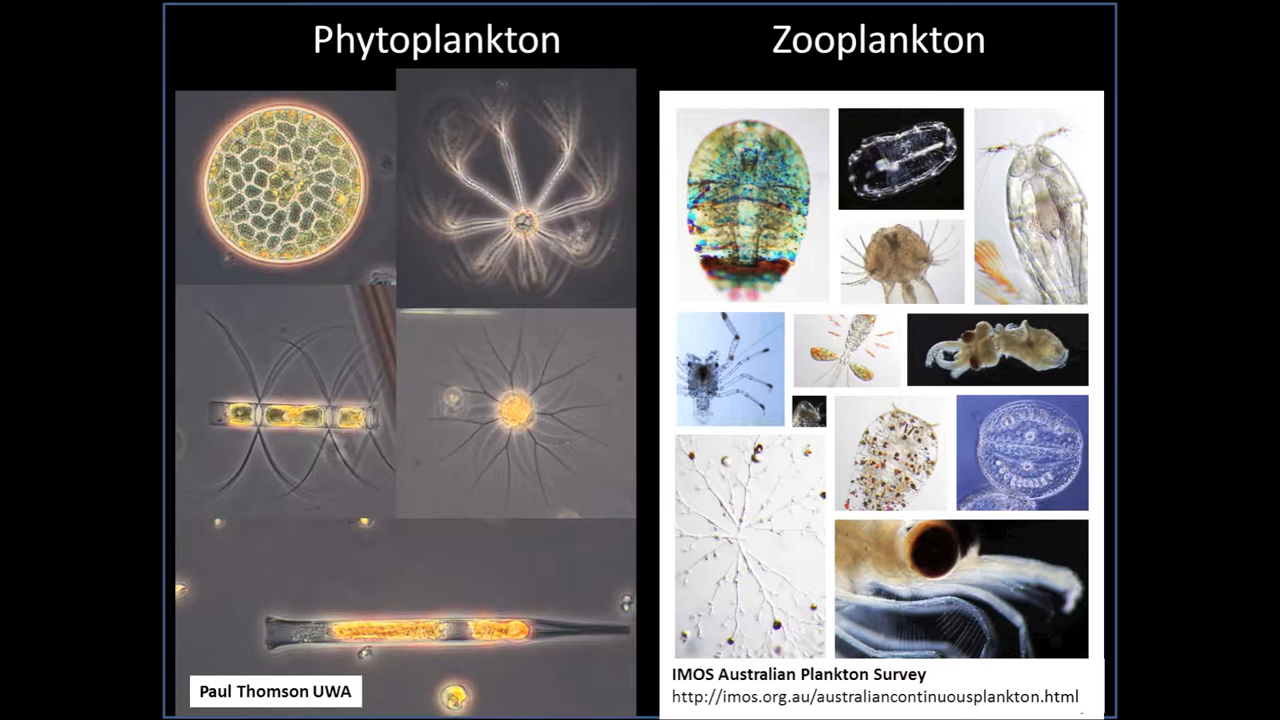 Phytoplankton
Zooplankton
Paul Thomson UWA
IMOS Australian Plankton Survey
http://imos.org.au/australiancontinuousplankton.html